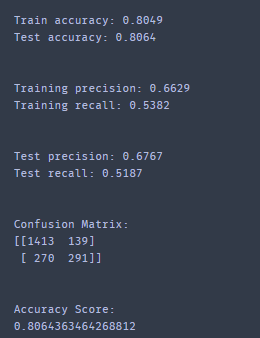 Train accuracy: 0.8049
Test accuracy: 0.8064
Training precision: 0.6629
Training recall: 0.5382
Test precision: 0.6767
Test recall: 0.5187
Confusion Matrix:
[[1413  139]
 [ 270  291]]
Accuracy Score:
0.8064363464268812